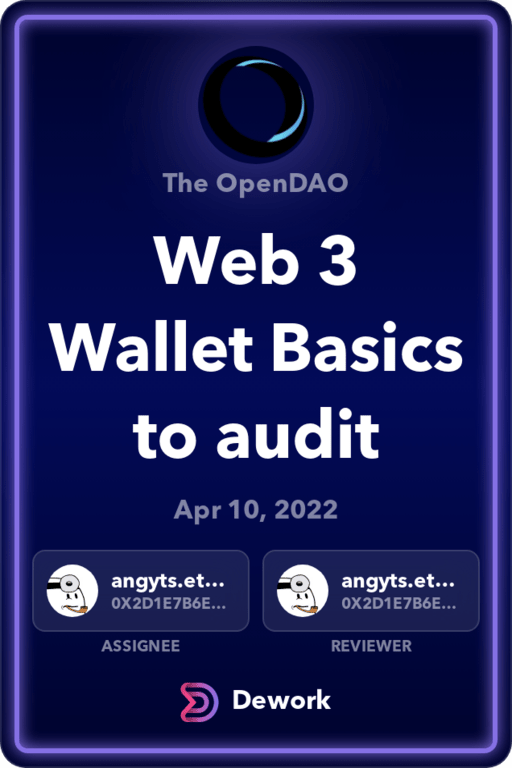 The OpenDAO
Web 3
Wallet Basics
to audit
Apr 10, 2022
angyts.et... angyts.et...
0X2D1E7B6E... 0X2D1E7B6E...
ASSIGNEE REVIEWER
Dework